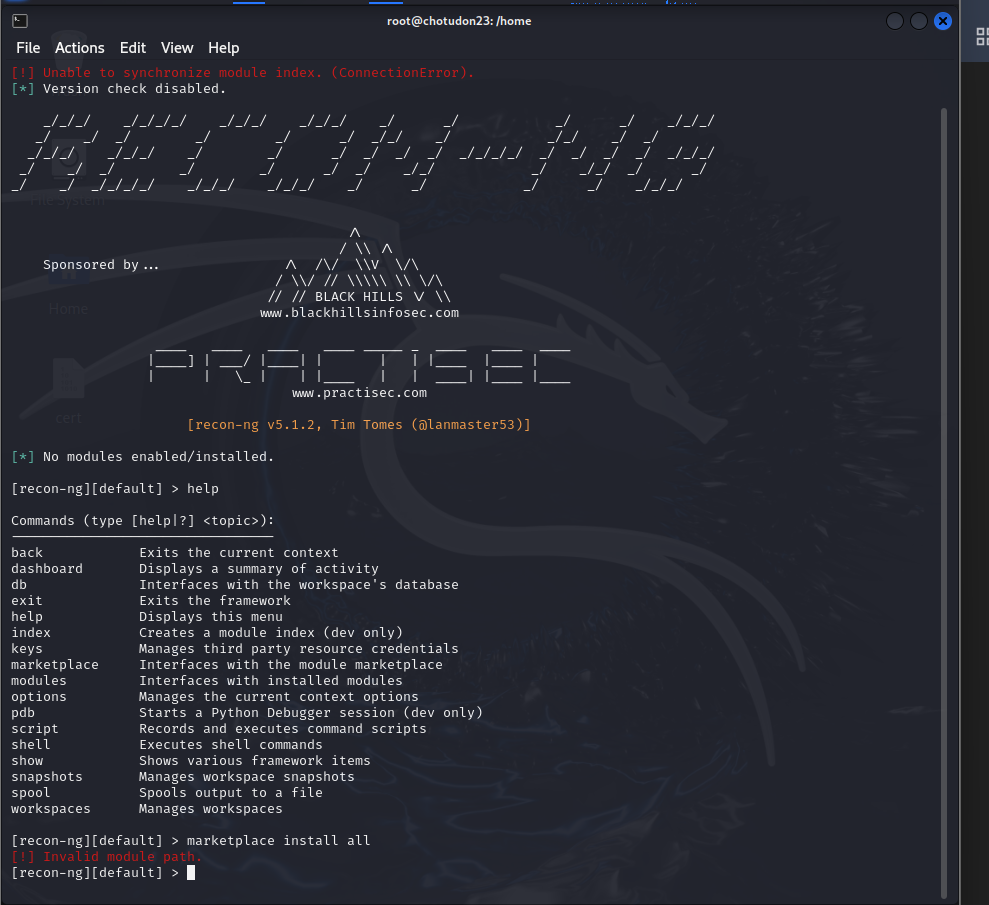 root@chotudon23: /home
File Actions Edit View Help
[!] Unable to synchronize module index. (ConnectionError).
[*] Version check disabled.
RECON-NG
Sponsored by ...
BLACK HILLS
www.blackhillsinfosec.com
PRACTISEC
www.practisec.com
[recon-ng v5.1.2, Tim Tomes (@lanmaster53)]
[*] No modules enabled/installed.
[recon-ng][default] > help
Commands (type [help|?] <topic>):
---------------------------------
back Exits the current context
dashboard Displays a summary of activity
db Interfaces with the workspace's database
exit Exits the framework
help Displays this menu
index Creates a module index (dev only)
keys Manages third party resource credentials
marketplace Interfaces with the module marketplace
modules Interfaces with installed modules
options Manages the current context options
pdb Starts a Python Debugger session (dev only)
script Records and executes command scripts
shell Executes shell commands
show Shows various framework items
snapshots Manages workspace snapshots
spool Spools output to a file
workspaces Manages workspaces
[recon-ng][default] > marketplace install all
[!] Invalid module path.
[recon-ng][default] >
File System
Home
cert